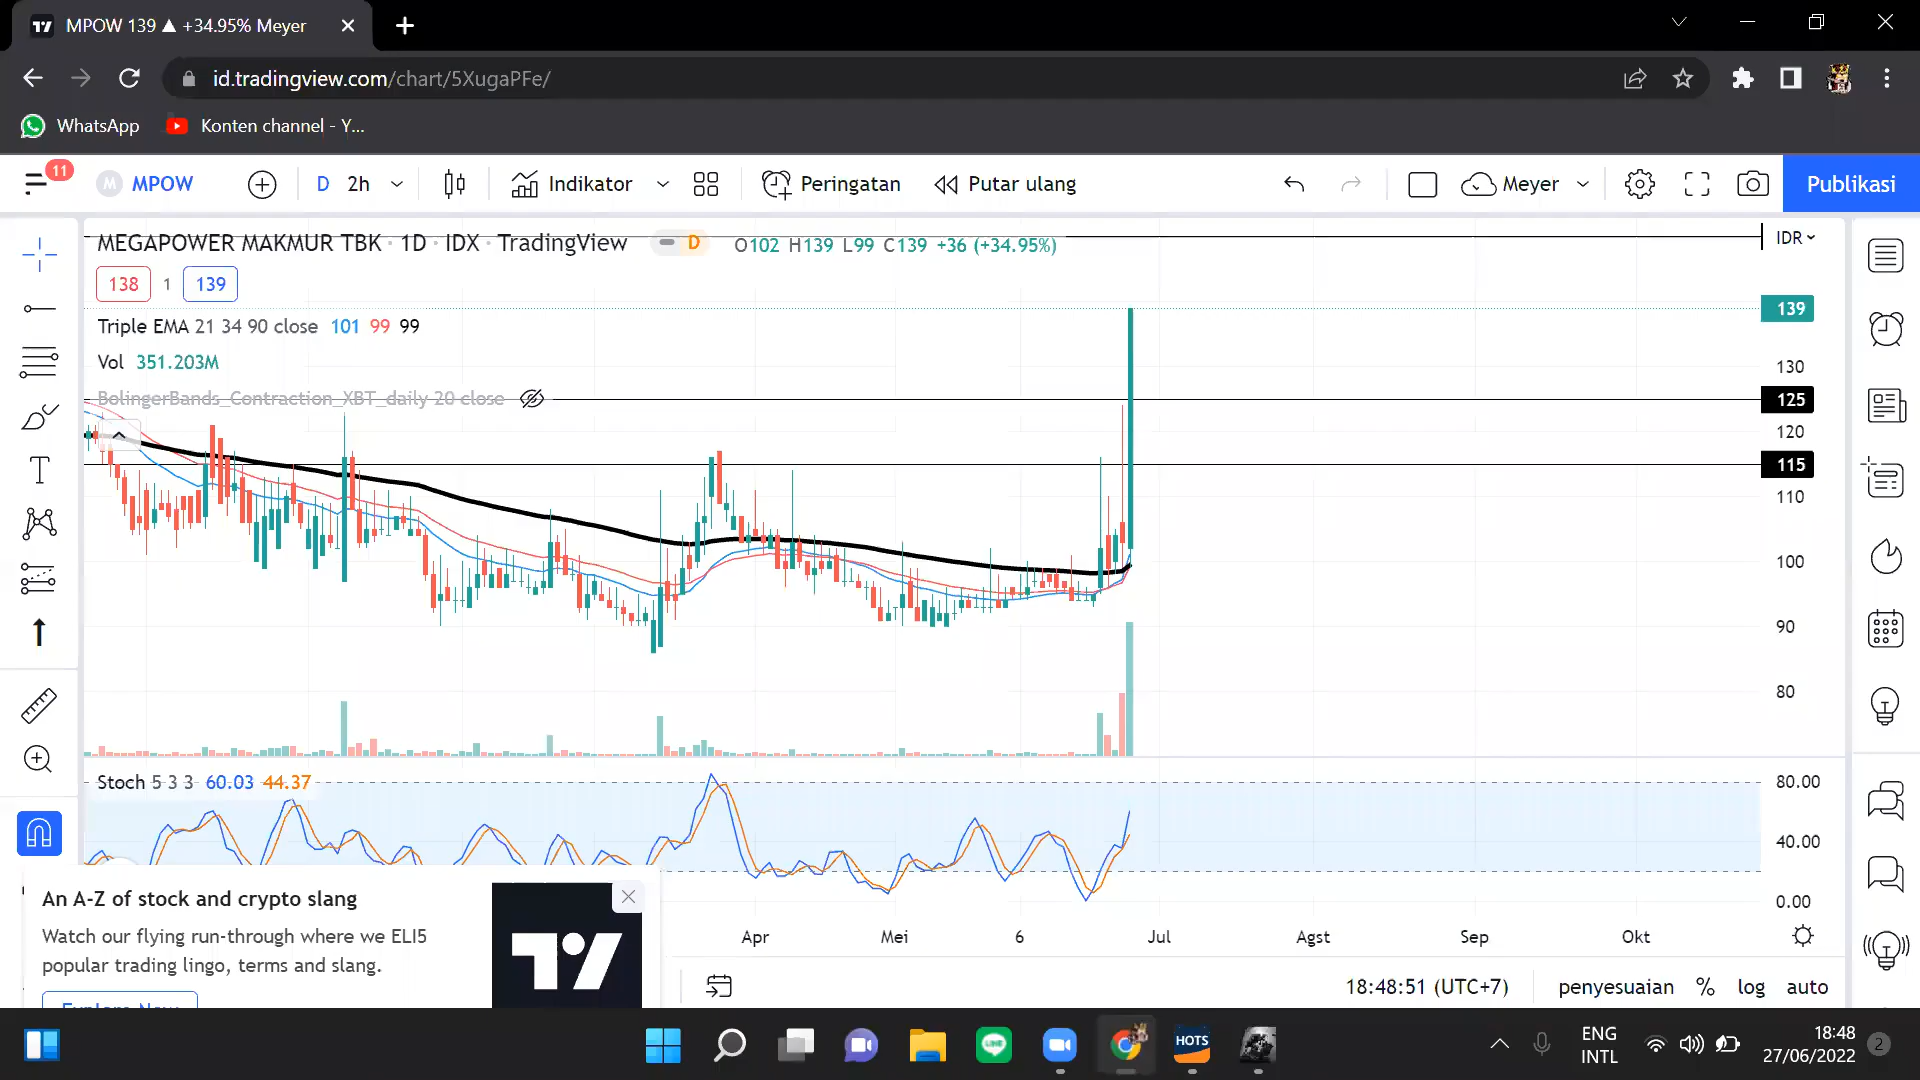 MPOW 139 ▲ +34.95% Meyer
id.tradingview.com/chart/5XugaPFe/
WhatsApp
Konten channel - Y...
11
M
MPOW
D
2h
Indikator
Peringatan
Putar ulang
Meyer
Publikasi
MEGAPOWER MAKMUR TBK · 1D · IDX · TradingView
D
O102 H139 L99 C139 +36 (+34.95%)
IDR
138
1
139
139
Triple EMA 21 34 90 close 101 99 99
Vol 351.203M
130
BolingerBands_Contraction_XBT_daily 20 close
125
120
115
110
100
90
80
Stoch 5 3 3 60.03 44.37
80.00
40.00
0.00
An A-Z of stock and crypto slang
Watch our flying run-through where we ELI5
popular trading lingo, terms and slang.
Explore Now
Apr
Mei
6
Jul
Agst
Sep
Okt
18:48:51 (UTC+7)
penyesuaian
%
log
auto
LINE
HOTS
ENG
INTL
18:48
27/06/2022
2